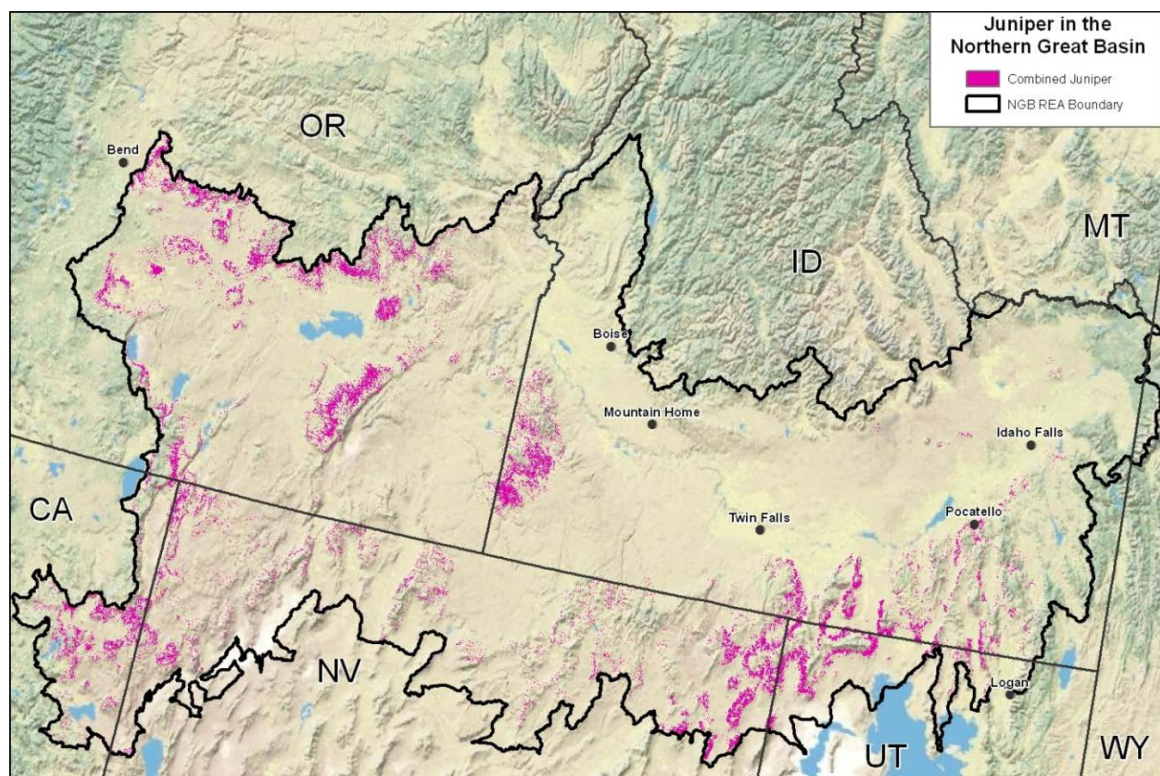 Juniper in the
Northern Great Basin
Combined Juniper
NGB REA Boundary
OR
Bend
MT
ID
Boise
Mountain Home
Idaho Falls
CA
Twin Falls
Pocatello
NV
Logan
UT
WY